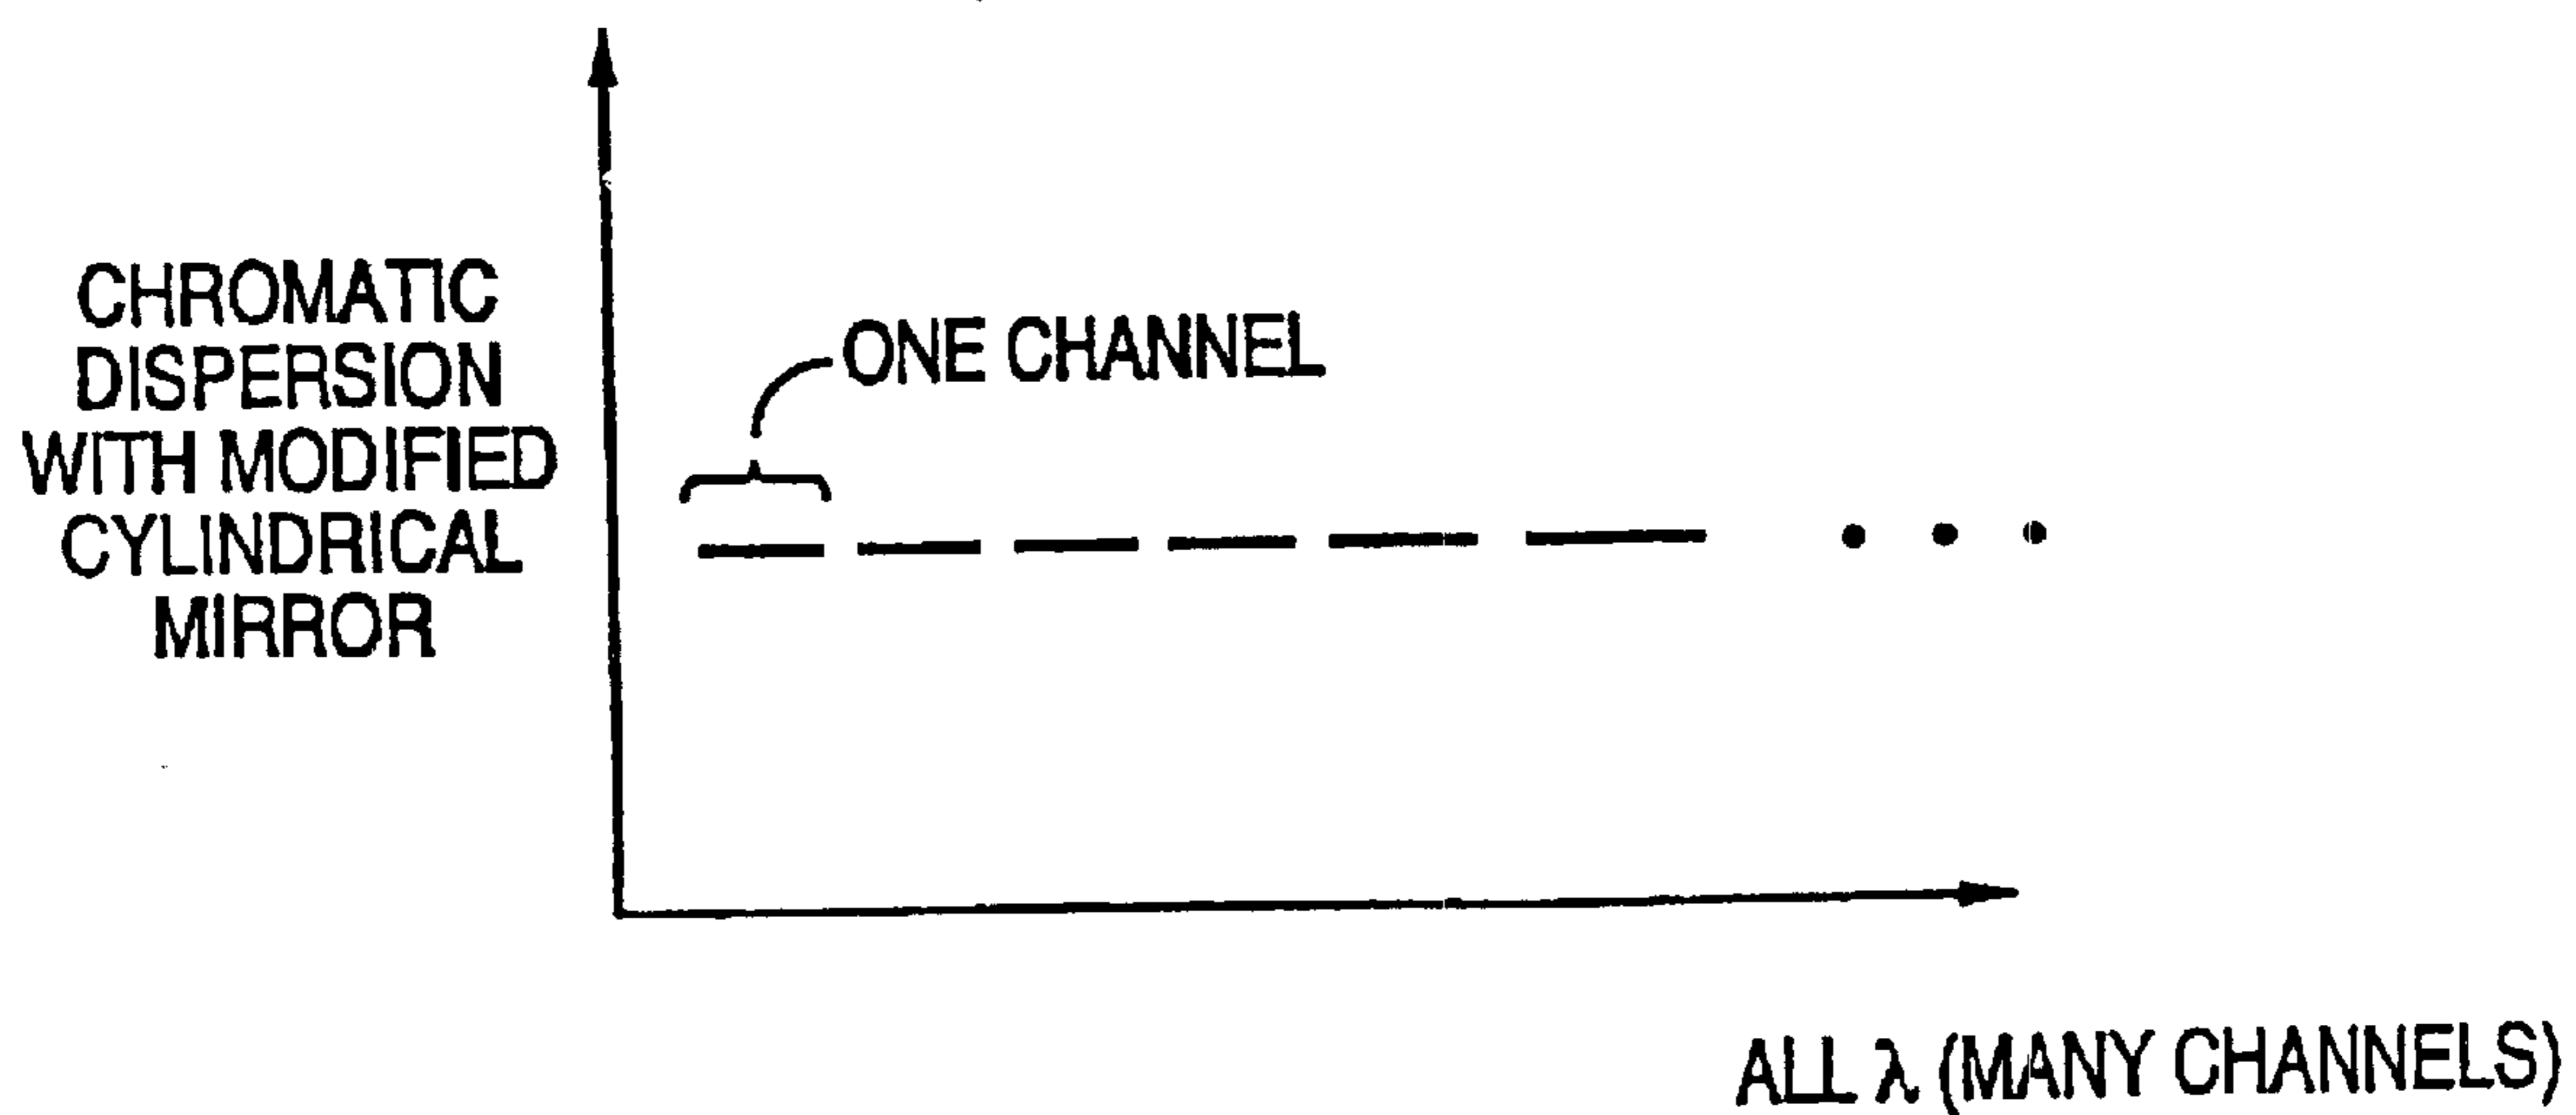 CHROMATIC
DISPERSION
WITH MODIFIED
CYLINDRICAL
MIRROR
ONE CHANNEL
ALL λ (MANY CHANNELS)